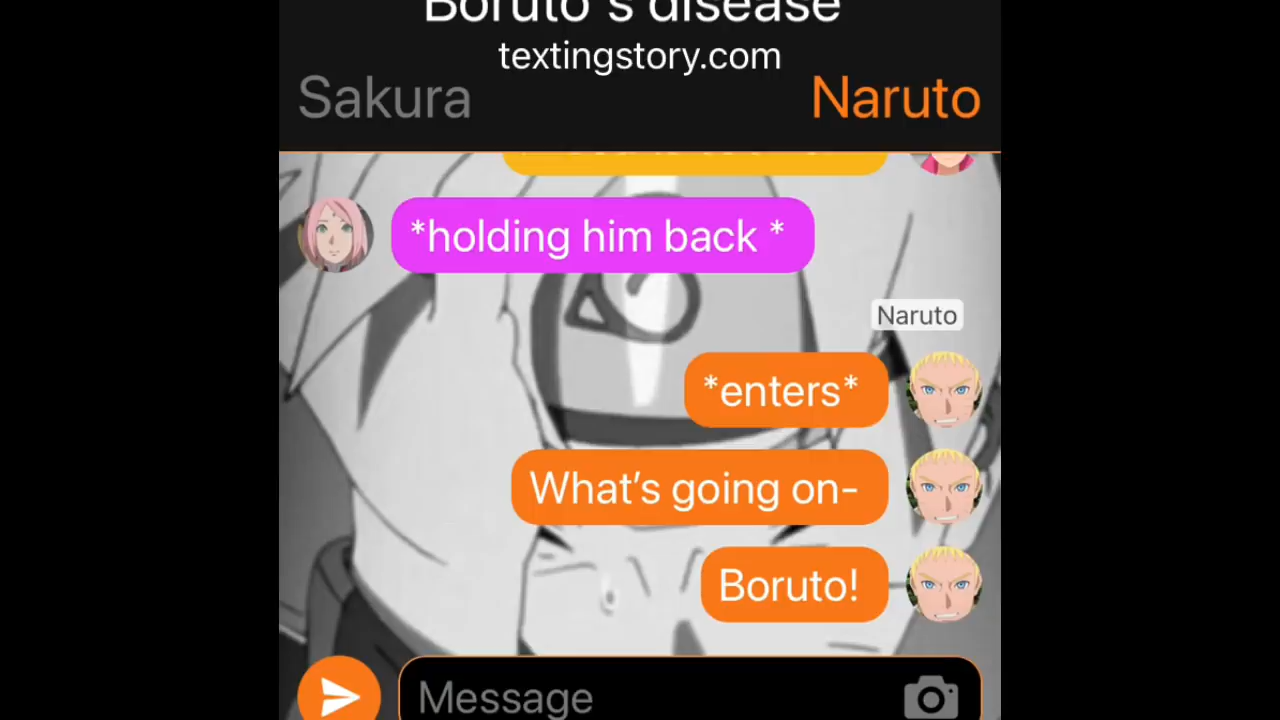 Boruto's disease
textingstory.com
Sakura
Naruto
*holding him back *
Naruto
*enters*
What's going on-
Boruto!
Message